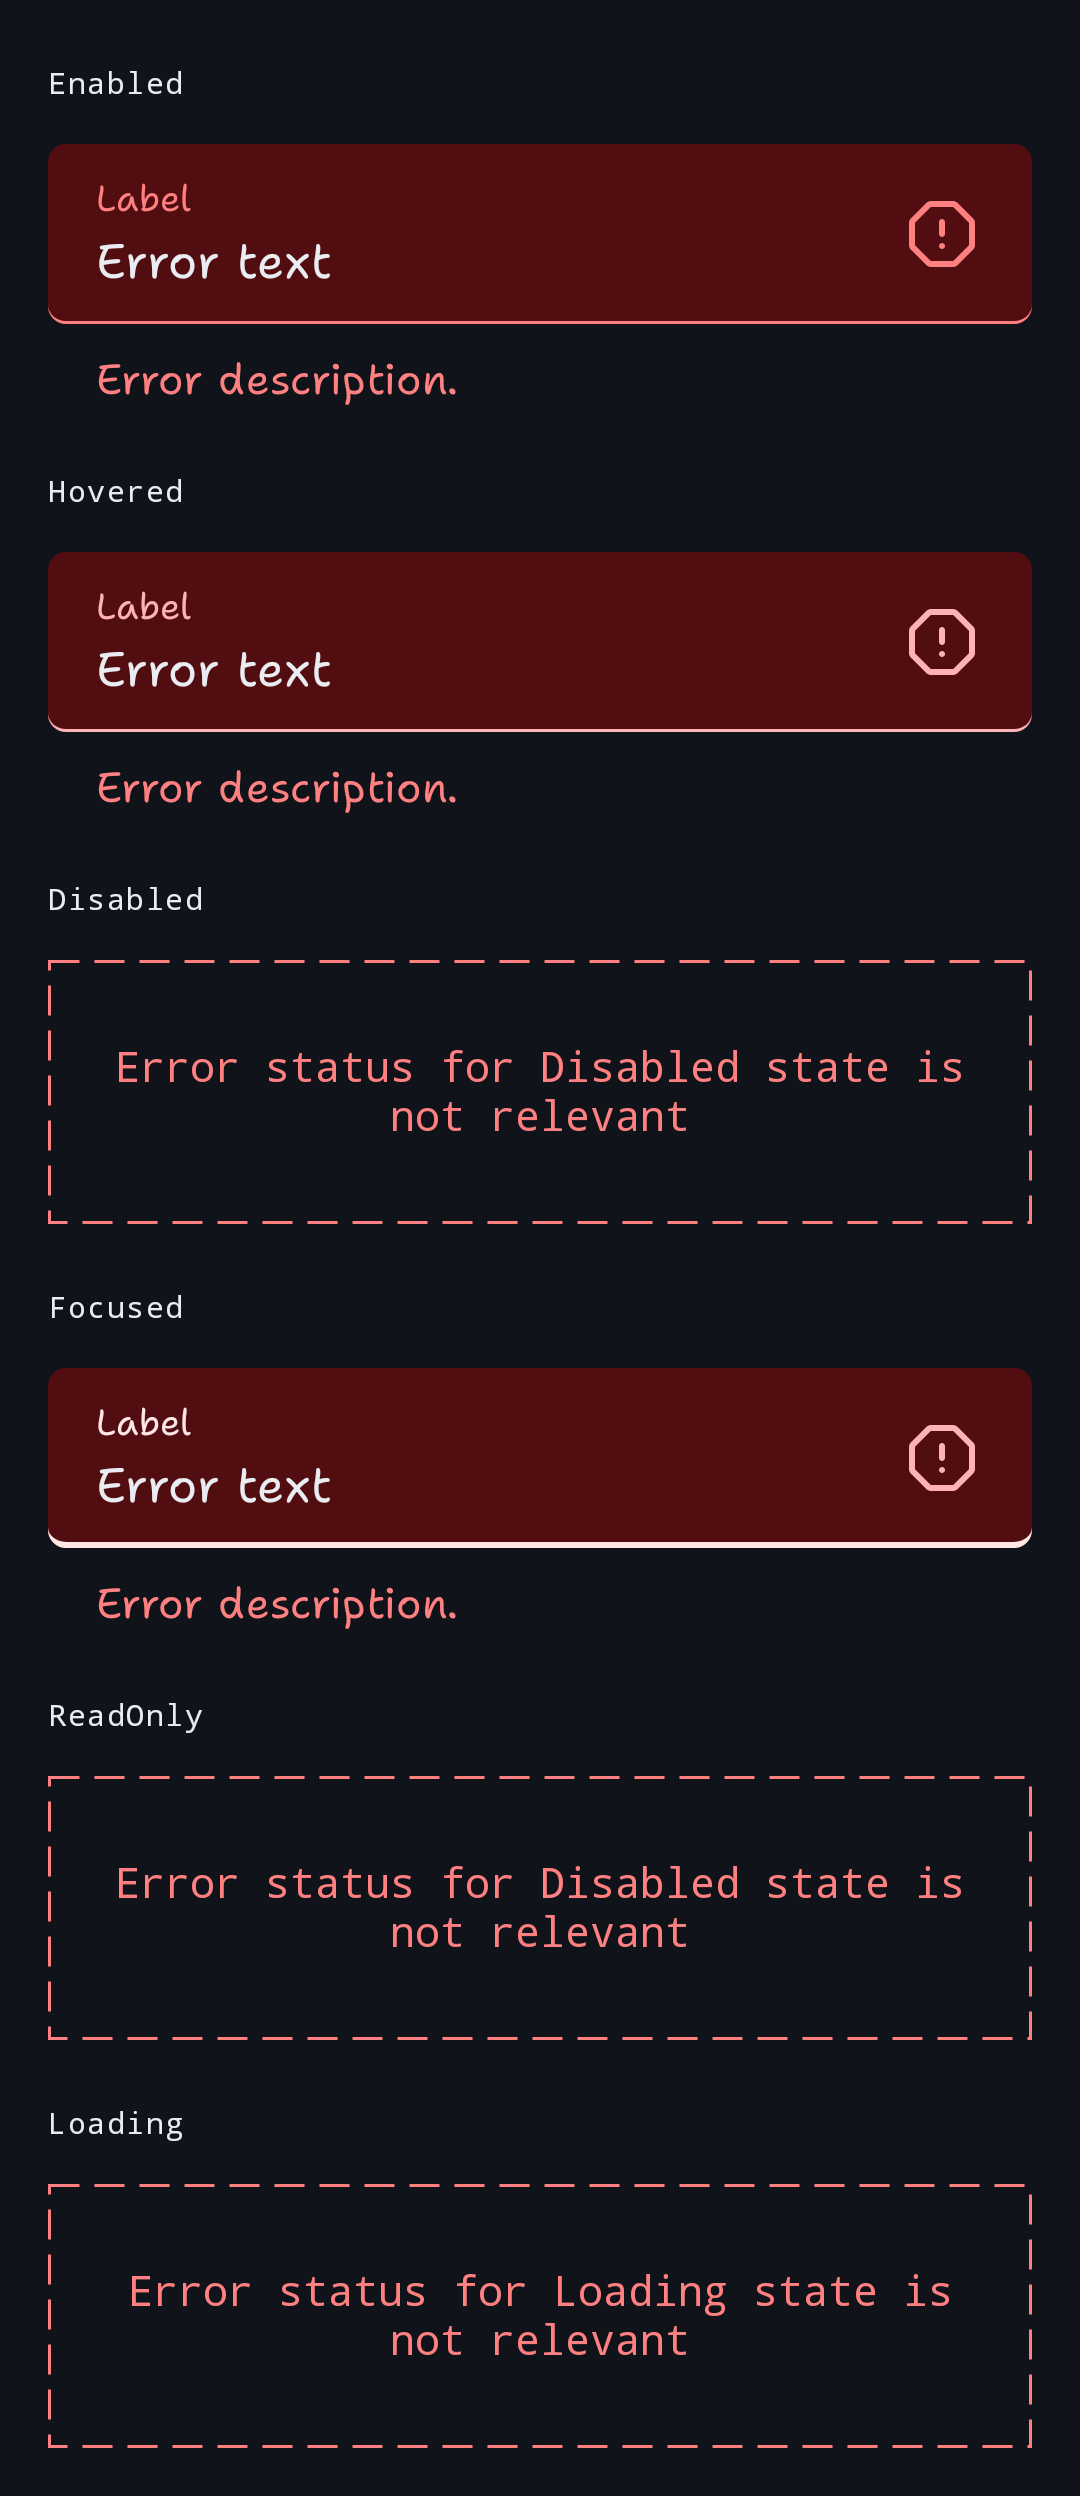 Enabled
Label
Error text
Error description.
Hovered
Label
Error text
Error description.
Disabled
Error status for Disabled state is
not relevant
Focused
Label
Error text
Error description.
ReadOnly
Error status for Disabled state is
not relevant
Loading
Error status for Loading state is
not relevant